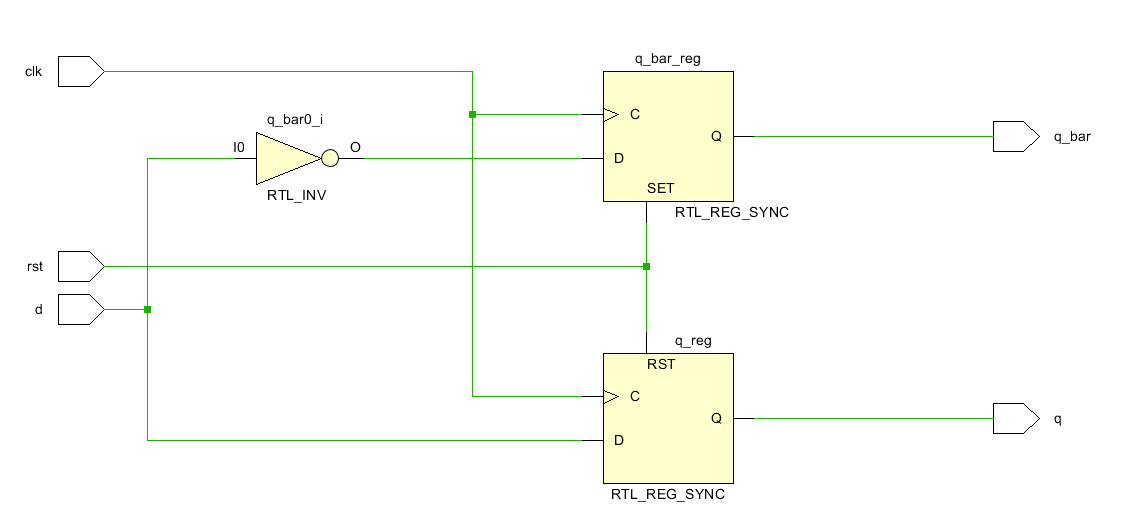 q_bar_reg
clk
q_bar0_i
C
I0
O
Q
q_bar
D
RTL_INV
SET
RTL_REG_SYNC
rst
d
q_reg
RST
C
Q
q
D
RTL_REG_SYNC